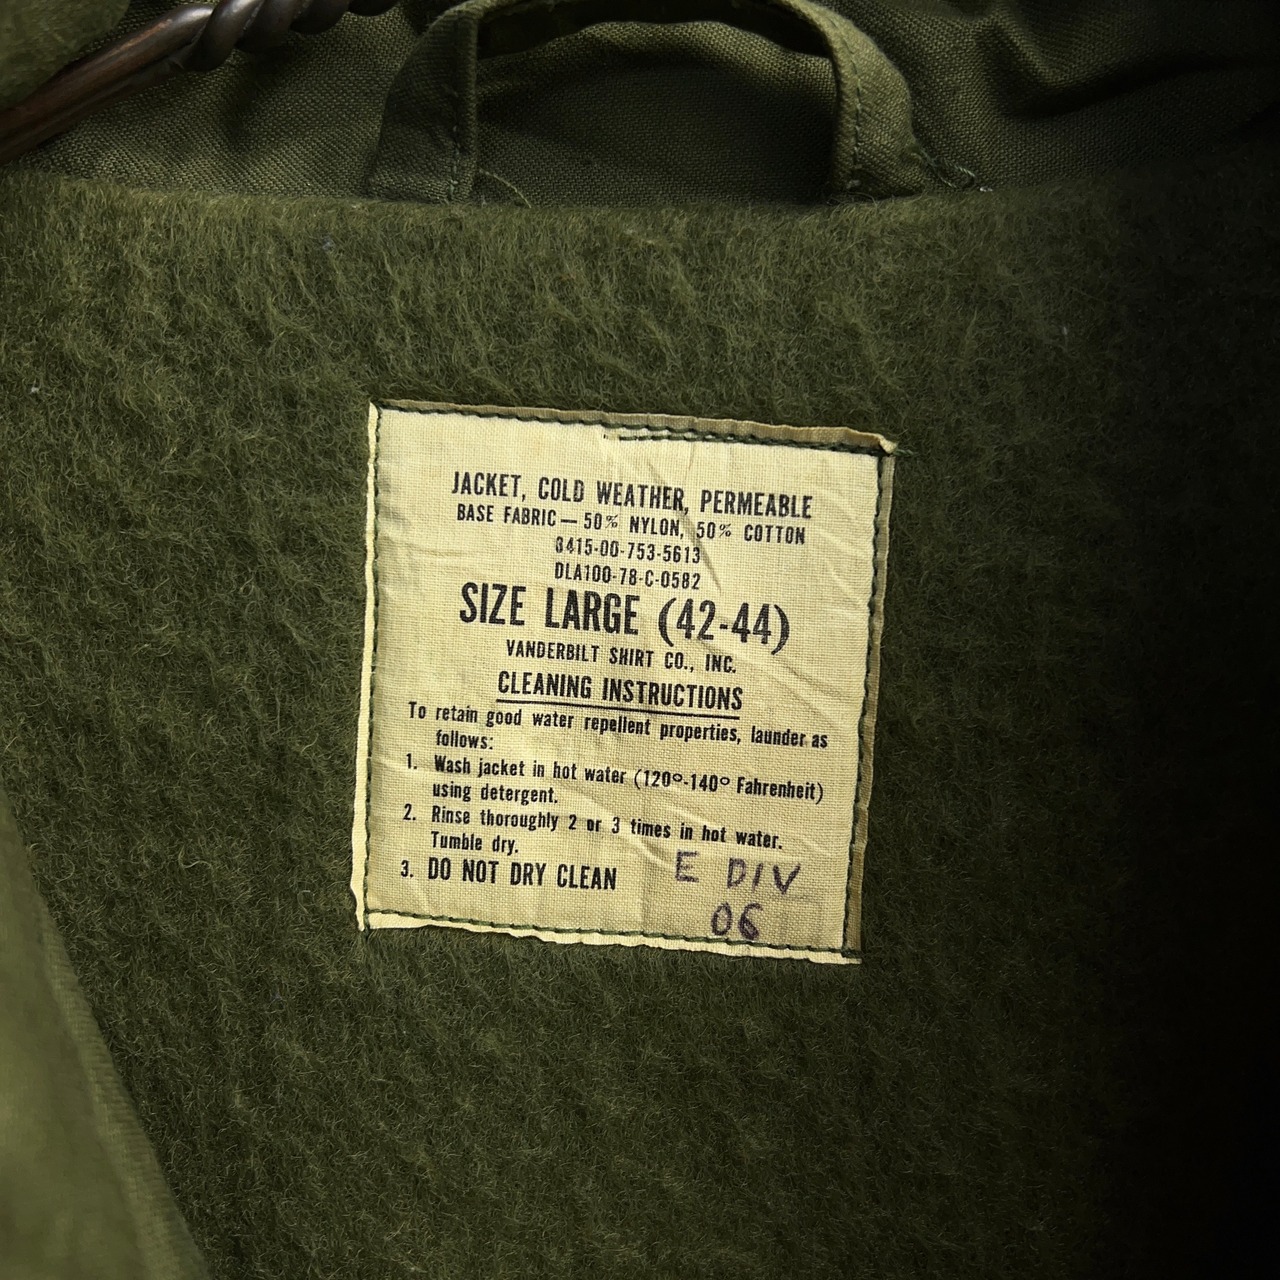 JACKET, COLD WEATHER, PERMEABLE
BASE FABRIC — 50% NYLON, 50% COTTON
8415-00-753-5613
DLA100-78-C-0582
SIZE LARGE (42-44)
VANDERBILT SHIRT CO., INC.
CLEANING INSTRUCTIONS
To retain good water repellent properties, launder as
follows:
1. Wash jacket in hot water (120°-140° Fahrenheit)
using detergent.
2. Rinse thoroughly 2 or 3 times in hot water.
Tumble dry.
3. DO NOT DRY CLEAN
E DIV
06